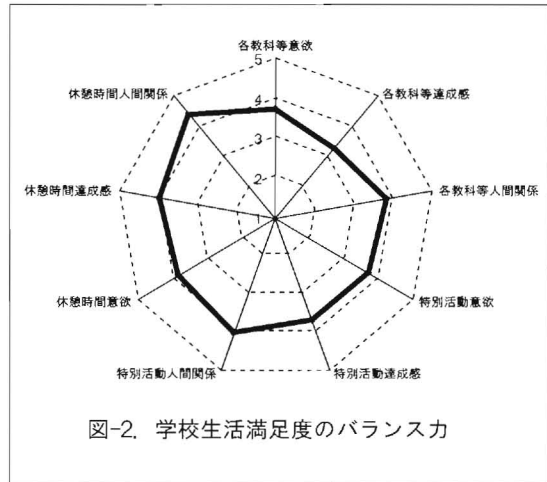 各教科等意欲
各教科等達成感
各教科等人間関係
特別活動意欲
特別活動達成感
特別活動人間関係
休憩時間意欲
休憩時間達成感
休憩時間人間関係
5
4
3
2
1
図-2. 学校生活満足度のバランス力